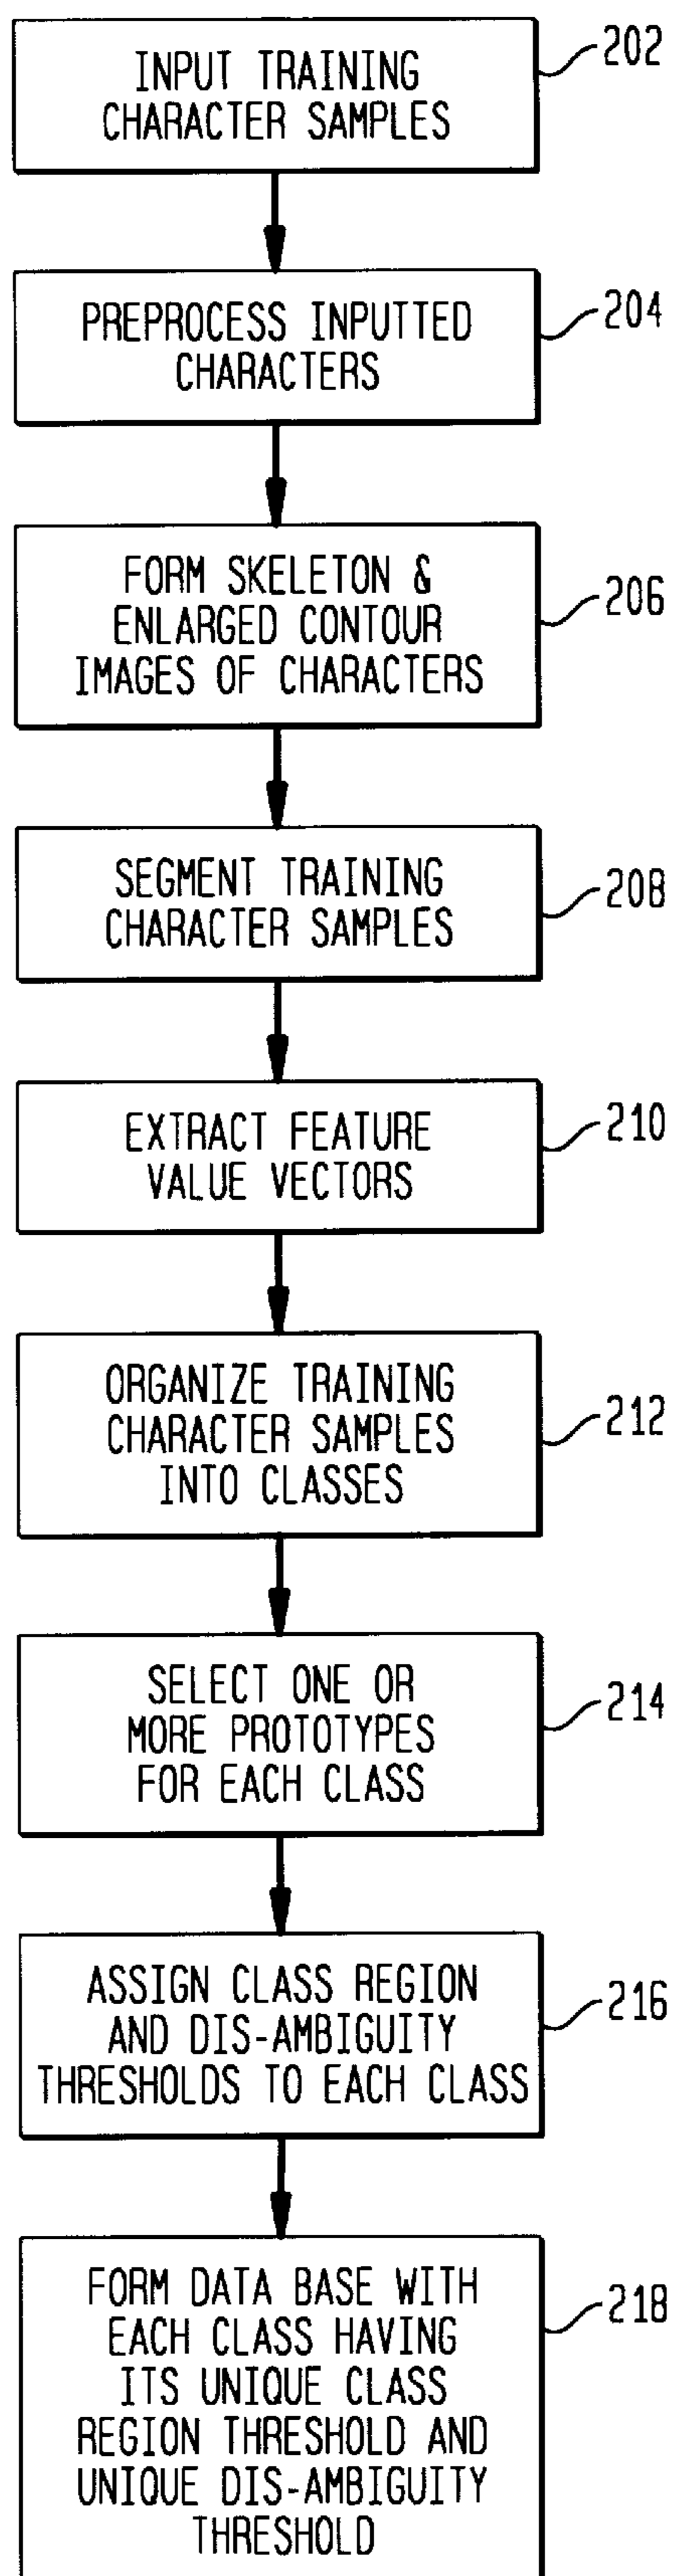 INPUT TRAINING
CHARACTER SAMPLES
202
PREPROCESS INPUTTED
CHARACTERS
204
FORM SKELETON &
ENLARGED CONTOUR
IMAGES OF CHARACTERS
206
SEGMENT TRAINING
CHARACTER SAMPLES
208
EXTRACT FEATURE
VALUE VECTORS
210
ORGANIZE TRAINING
CHARACTER SAMPLES
INTO CLASSES
212
SELECT ONE OR
MORE PROTOTYPES
FOR EACH CLASS
214
ASSIGN CLASS REGION
AND DIS-AMBIGUITY
THRESHOLDS TO EACH CLASS
216
FORM DATA BASE WITH
EACH CLASS HAVING
ITS UNIQUE CLASS
REGION THRESHOLD AND
UNIQUE DIS-AMBIGUITY
THRESHOLD
218